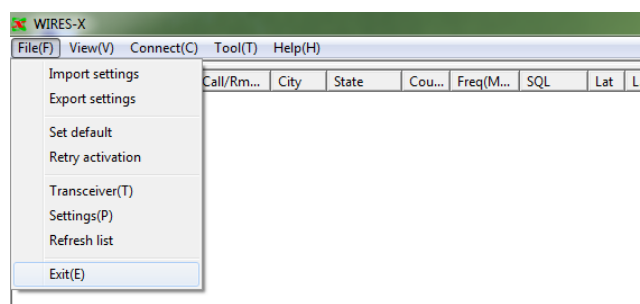 WIRES-X
File(F) View(V) Connect(C) Tool(T) Help(H)
Call/Rm... City State Cou... Freq(M... SQL Lat L
Import settings
Export settings
Set default
Retry activation
Transceiver(T)
Settings(P)
Refresh list
Exit(E)